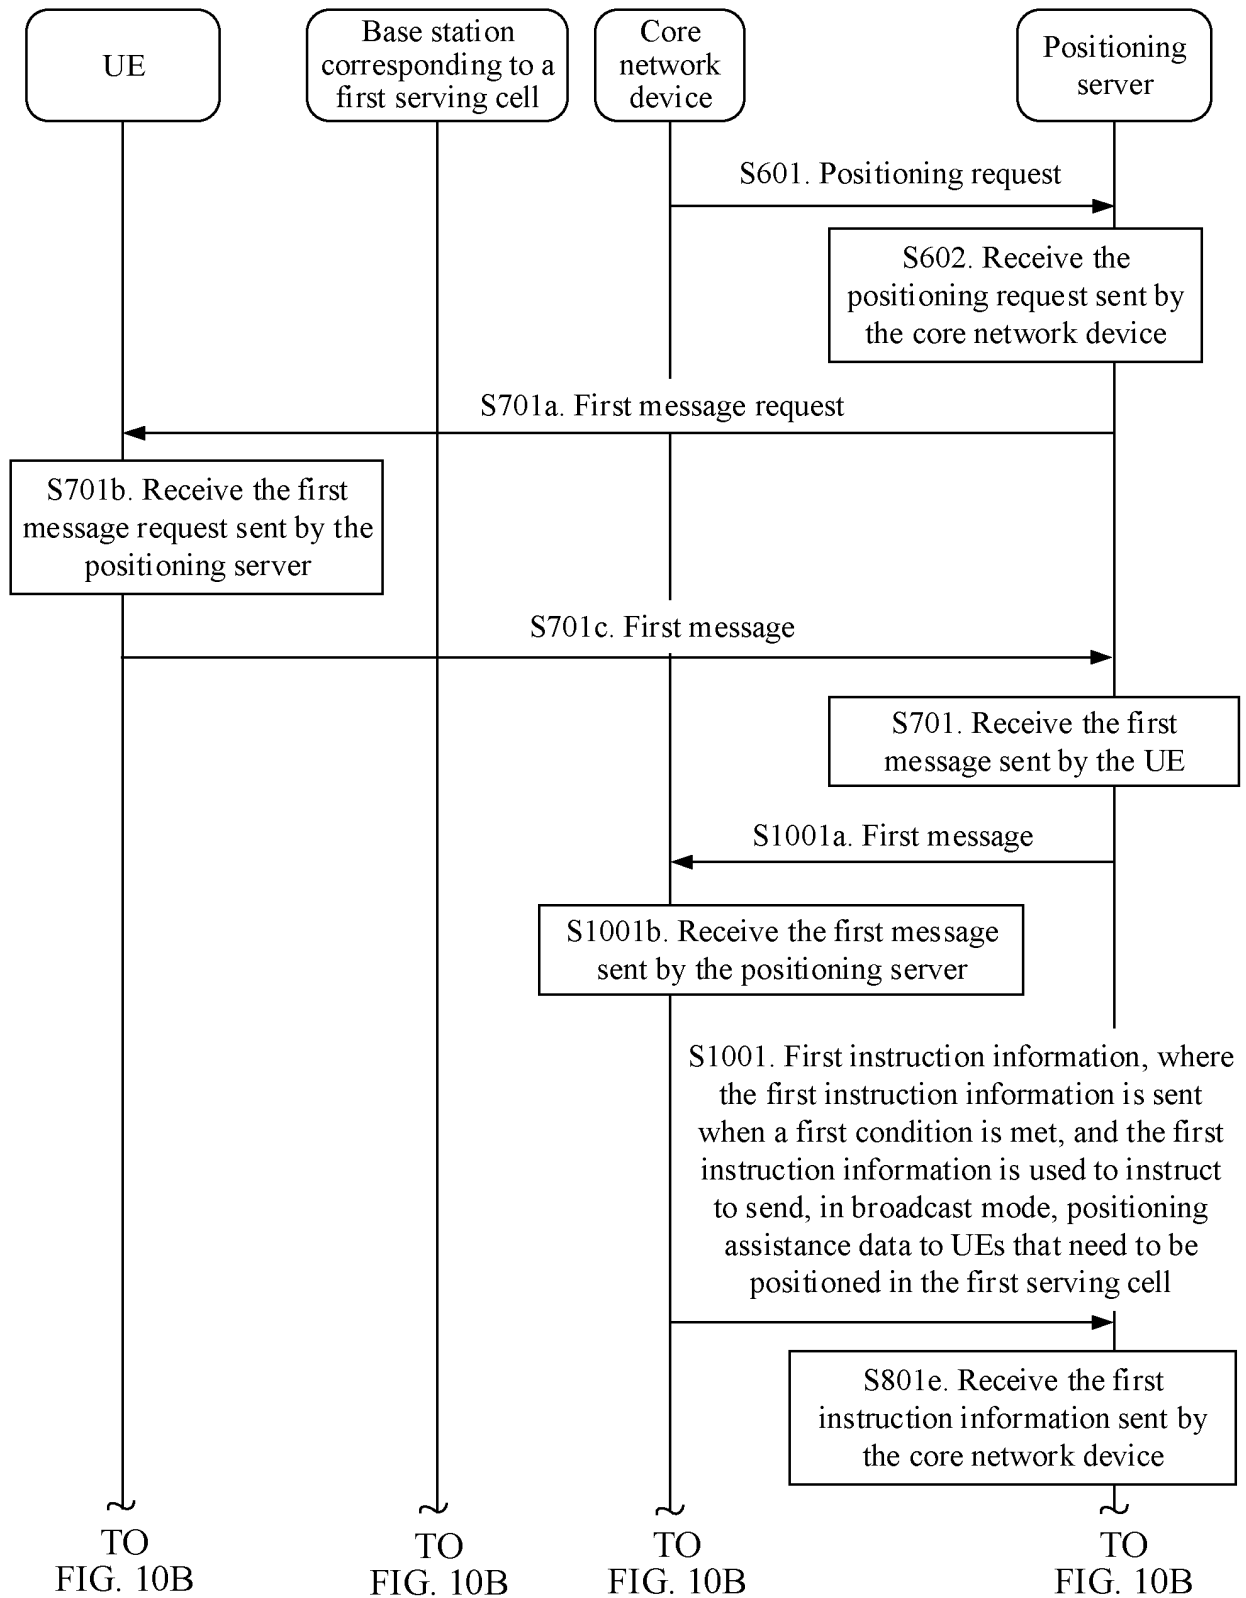 UE
Base station
corresponding to a
first serving cell
Core
network
device
Positioning
server
S601. Positioning request
S602. Receive the
positioning request sent by
the core network device
S701a. First message request
S701b. Receive the first
message request sent by the
positioning server
S701c. First message
S701. Receive the first
message sent by the UE
S1001a. First message
S1001b. Receive the first message
sent by the positioning server
S1001. First instruction information, where
the first instruction information is sent
when a first condition is met, and the first
instruction information is used to instruct
to send, in broadcast mode, positioning
assistance data to UEs that need to be
positioned in the first serving cell
S801e. Receive the first
instruction information sent by
the core network device
TO
FIG. 10B
TO
FIG. 10B
TO
FIG. 10B
TO
FIG. 10B